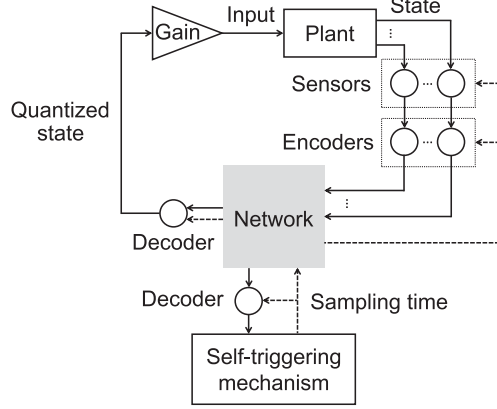 State
Input
Gain
Plant
Sensors
Quantized
state
Encoders
Network
Decoder
Decoder
Sampling time
Self-triggering
mechanism